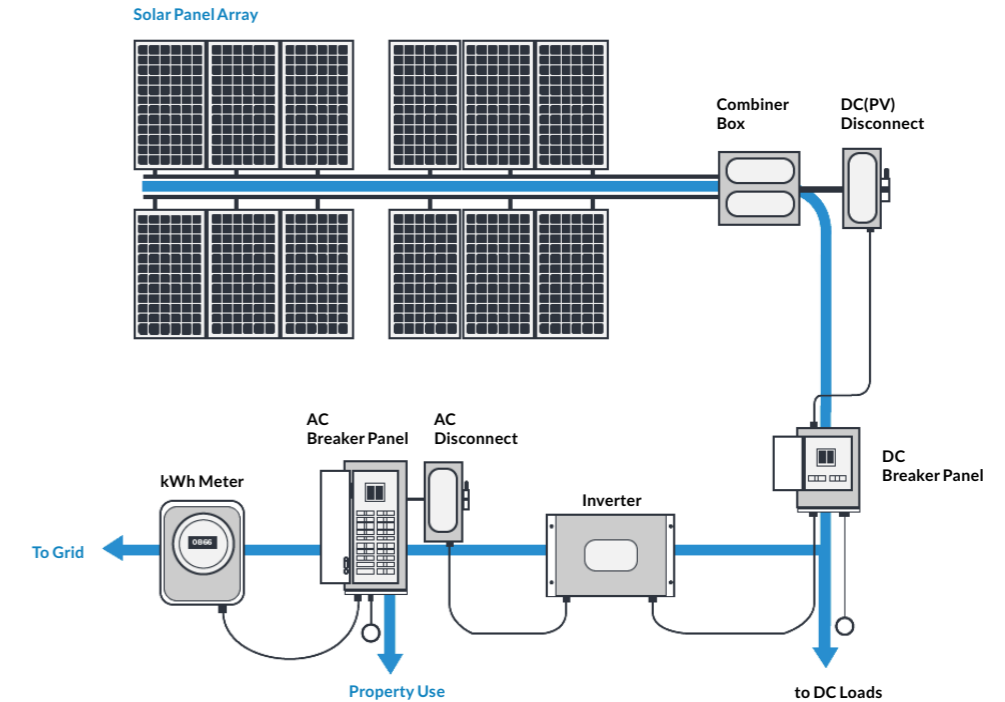 Solar Panel Array
Combiner
Box
DC(PV)
Disconnect
AC
Breaker Panel
AC
Disconnect
DC
Breaker Panel
kWh Meter
Inverter
0866
To Grid
Property Use
to DC Loads